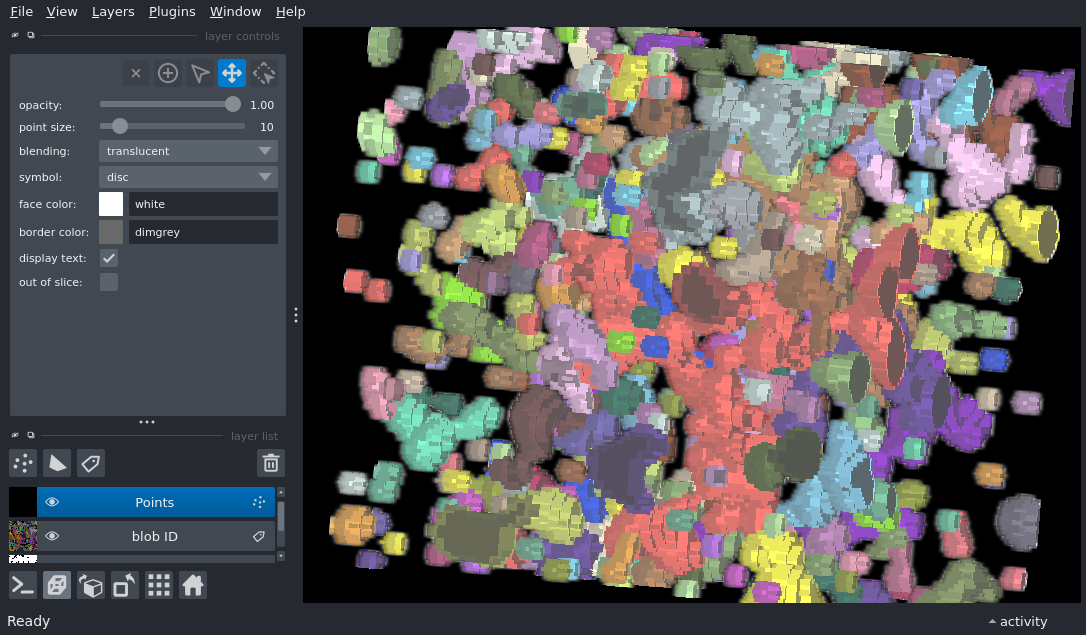 File View Layers Plugins Window Help
layer controls
opacity: 1.00
point size: 10
blending: translucent
symbol: disc
face color: white
border color: dimgrey
display text:
out of slice:
layer list
Points
blob ID
Ready
activity